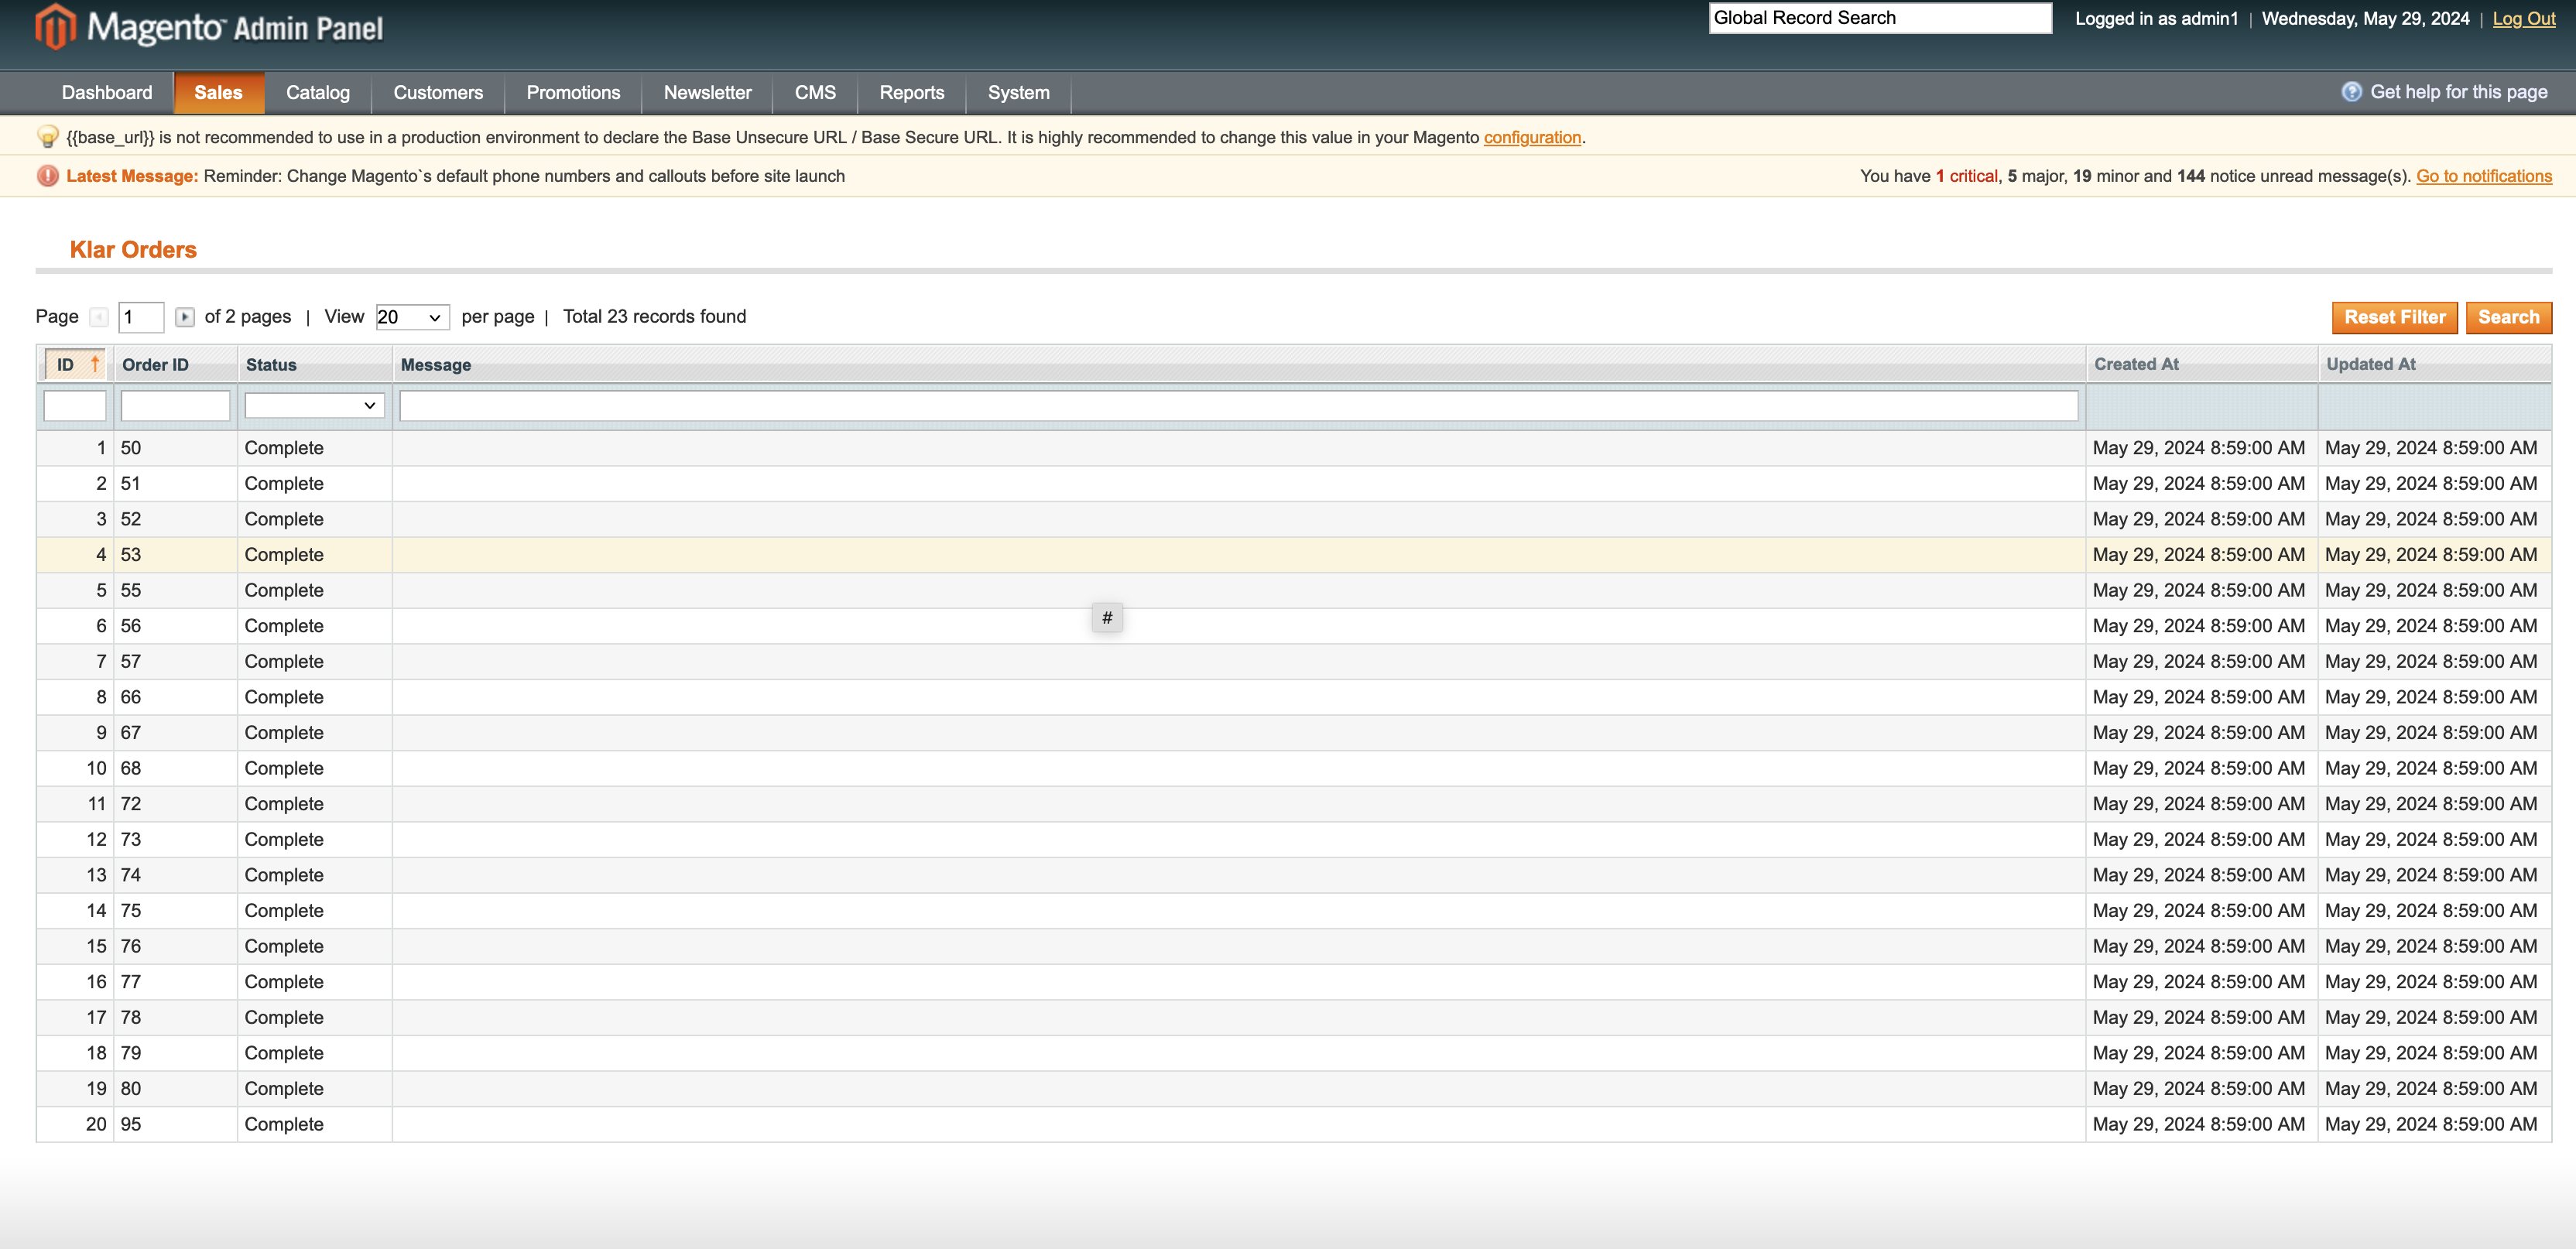 Magento™ Admin Panel
Global Record Search
Logged in as admin1 | Wednesday, May 29, 2024 | Log Out
Dashboard Sales Catalog Customers Promotions Newsletter CMS Reports System Get help for this page
{{base_url}} is not recommended to use in a production environment to declare the Base Unsecure URL / Base Secure URL. It is highly recommended to change this value in your Magento configuration.
Latest Message: Reminder: Change Magento`s default phone numbers and callouts before site launch You have 1 critical, 5 major, 19 minor and 144 notice unread message(s). Go to notifications
Klar Orders
Page 1 of 2 pages | View 20 per page | Total 23 records found Reset Filter Search
ID Order ID Status Message Created At Updated At
1 50 Complete May 29, 2024 8:59:00 AM May 29, 2024 8:59:00 AM
2 51 Complete May 29, 2024 8:59:00 AM May 29, 2024 8:59:00 AM
3 52 Complete May 29, 2024 8:59:00 AM May 29, 2024 8:59:00 AM
4 53 Complete May 29, 2024 8:59:00 AM May 29, 2024 8:59:00 AM
5 55 Complete May 29, 2024 8:59:00 AM May 29, 2024 8:59:00 AM
#
6 56 Complete May 29, 2024 8:59:00 AM May 29, 2024 8:59:00 AM
7 57 Complete May 29, 2024 8:59:00 AM May 29, 2024 8:59:00 AM
8 66 Complete May 29, 2024 8:59:00 AM May 29, 2024 8:59:00 AM
9 67 Complete May 29, 2024 8:59:00 AM May 29, 2024 8:59:00 AM
10 68 Complete May 29, 2024 8:59:00 AM May 29, 2024 8:59:00 AM
11 72 Complete May 29, 2024 8:59:00 AM May 29, 2024 8:59:00 AM
12 73 Complete May 29, 2024 8:59:00 AM May 29, 2024 8:59:00 AM
13 74 Complete May 29, 2024 8:59:00 AM May 29, 2024 8:59:00 AM
14 75 Complete May 29, 2024 8:59:00 AM May 29, 2024 8:59:00 AM
15 76 Complete May 29, 2024 8:59:00 AM May 29, 2024 8:59:00 AM
16 77 Complete May 29, 2024 8:59:00 AM May 29, 2024 8:59:00 AM
17 78 Complete May 29, 2024 8:59:00 AM May 29, 2024 8:59:00 AM
18 79 Complete May 29, 2024 8:59:00 AM May 29, 2024 8:59:00 AM
19 80 Complete May 29, 2024 8:59:00 AM May 29, 2024 8:59:00 AM
20 95 Complete May 29, 2024 8:59:00 AM May 29, 2024 8:59:00 AM